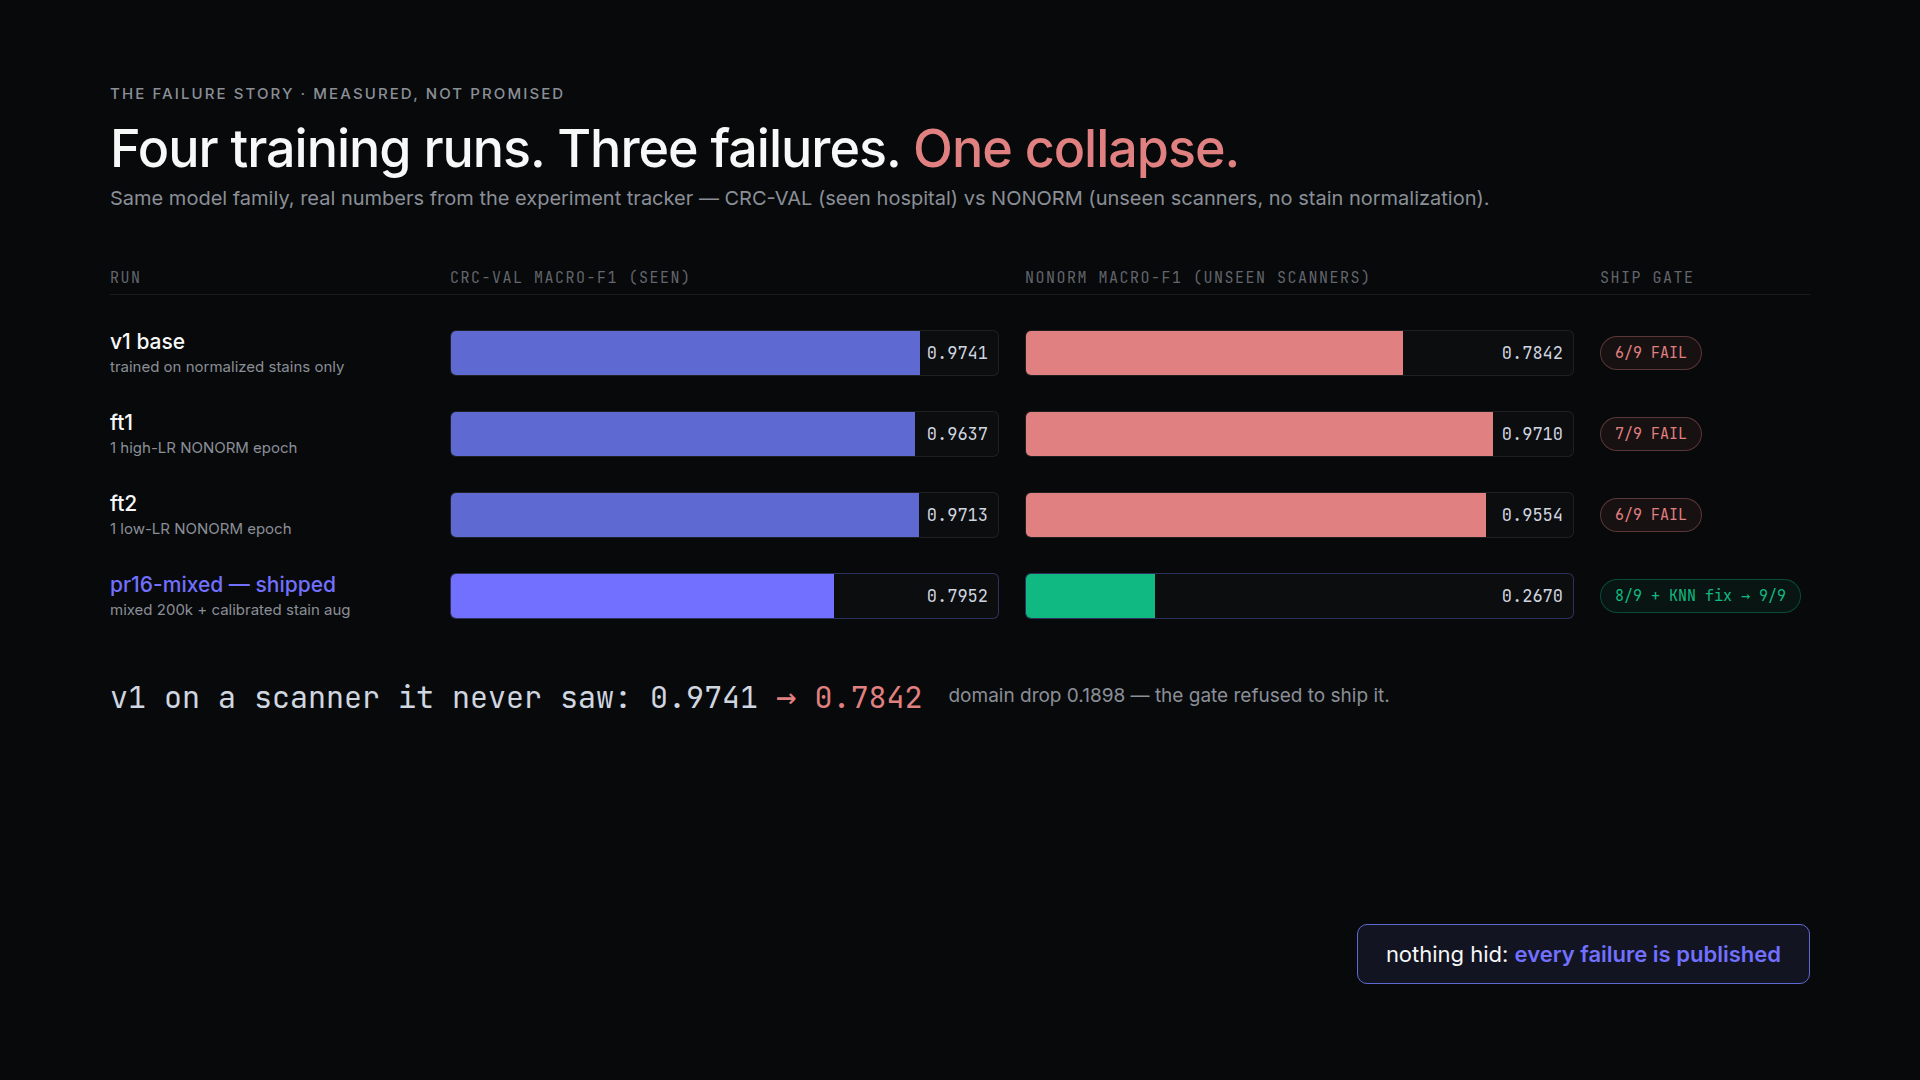 THE FAILURE STORY · MEASURED, NOT PROMISED
Four training runs. Three failures. One collapse.
Same model family, real numbers from the experiment tracker — CRC-VAL (seen hospital) vs NONORM (unseen scanners, no stain normalization).
RUN CRC-VAL MACRO-F1 (SEEN) NONORM MACRO-F1 (UNSEEN SCANNERS) SHIP GATE
v1 base
trained on normalized stains only
0.9741 0.7842 6/9 FAIL
ft1
1 high-LR NONORM epoch
0.9637 0.9710 7/9 FAIL
ft2
1 low-LR NONORM epoch
0.9713 0.9554 6/9 FAIL
pr16-mixed — shipped
mixed 200k + calibrated stain aug
0.7952 0.2670 8/9 + KNN fix → 9/9
v1 on a scanner it never saw: 0.9741 → 0.7842 domain drop 0.1898 — the gate refused to ship it.
nothing hid: every failure is published